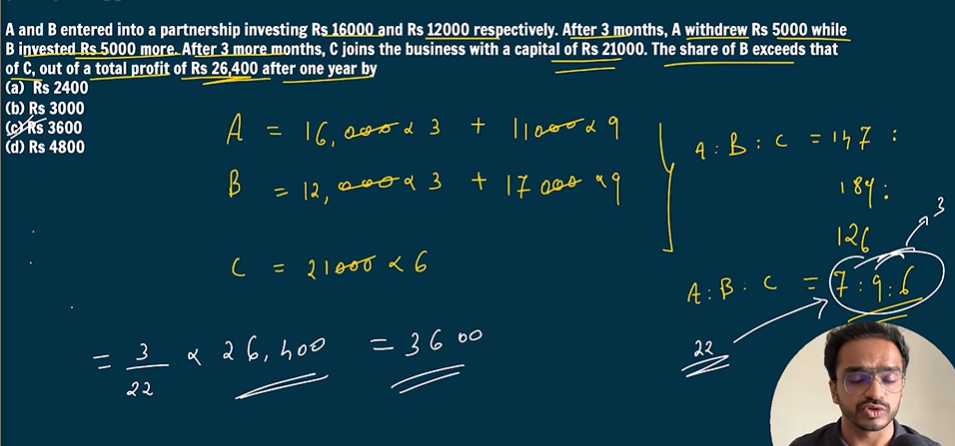 A and B entered into a partnership investing Rs 16000 and Rs 12000 respectively. After 3 months, A withdrew Rs 5000 while
B invested Rs 5000 more. After 3 more months, C joins the business with a capital of Rs 21000. The share of B exceeds that
of C, out of a total profit of Rs 26,400 after one year by
(a) Rs 2400
(b) Rs 3000
(c) Rs 3600
(d) Rs 4800
A = 16,000 x 3 + 11000 x 9
B = 12,000 x 3 + 17000 x 9
C = 21000 x 6
A : B : C = 147 :
189 :
126
3
A : B : C = 7 : 9 : 6
22
= 3/22 x 26,400 = 3600